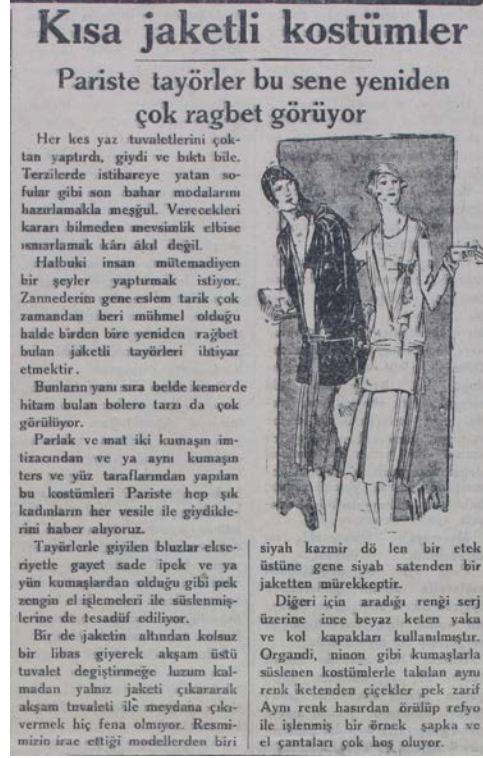 Kısa jaketli kostümler
Pariste tayörler bu sene yeniden
çok ragbet görüyor
Her kes yaz tuvaletlerini çok-
tan yaptırdı, giydi ve bıktı bile.
Terzilerde istihareye yatan so-
fular gibi son bahar modalarını
hazırlamakla meşğul. Verecekleri
kararı bilmeden mevsimlik elbise
ısmarlamak kârı âkıl değil.
Halbuki insan mütemadiyen
bir şeyler yaptırmak istiyor.
Zannederim gene eslem tarik çok
zamandan beri mühmel olduğu
halde birden bire yeniden rağbet
bulan jaketli tayörleri ihtiyar
etmektir.
Bunların yanı sıra belde kemerde
hitam bulan bolero tarzı da çok
görülüyor.
Parlak ve mat iki kumaşın im-
tizacından ve ya aynı kumaşın
ters ve yüz taraflarından yapılan
bu kostümleri Pariste hep şık
kadınların her vesile ile giydikle-
rini haber alıyoruz.
Tayörlerle giyilen bluzlar ekse-
riyetle gayet sade ipek ve ya
yün kumaşlardan olduğu gibi pek
zengin el işlemeleri ile süslenmiş-
lerine de tesadüf ediliyor.
Bir de jaketin altından kolsuz
bir libas giyerek akşam üstü
tuvalet degiştirmeğe luzum kal-
madan yalnız jaketi çıkararak
akşam tuvaleti ile meydana çıkı-
vermek hiç fena olmıyor. Resmi-
mizin irae ettiği modellerden biri
siyah kazmir dö len bir etek
üstüne gene siyah satenden bir
jaketten mürekkeptir.
Diğeri için aradığı renği serj
üzerine ince beyaz keten yaka
ve kol kapakları kullanılmıştır.
Organdi, ninon gibi kumaşlarla
süslenen kostümlerle takılan aynı
renk ketenden çiçekler pek zarif
Aynı renk hasırdan örülüp refyo
ile işlenmiş bir örnek şapka ve
el çantaları çok hoş oluyor.